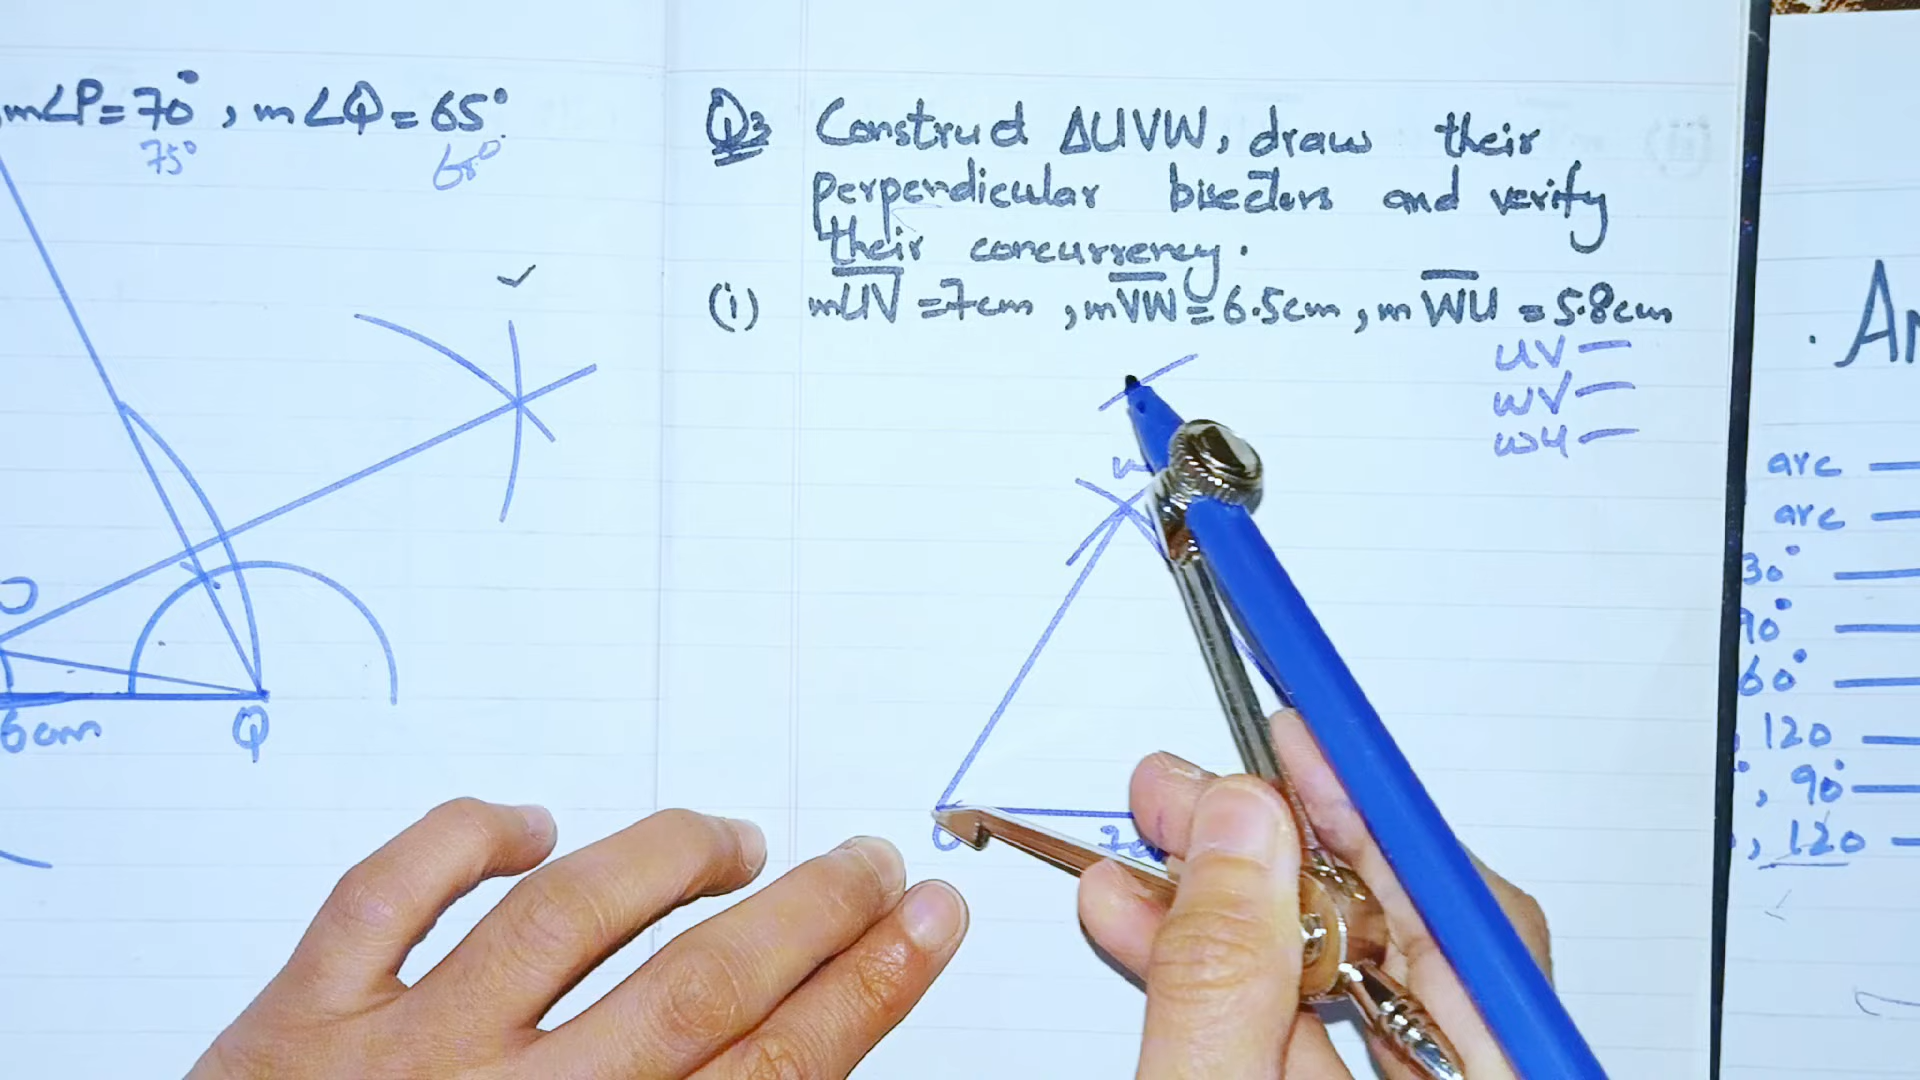 m∠P=70°, m∠Q=65°
75° 65°
Q3 Construct ΔUVW, draw their
perpendicular bisectors and verify
their concurrency.
(i) mUV=7cm, mVW=6.5cm, mWU=5.8cm
UV
WV
WU
6cm Q
An
arc
arc
30°
90°
60°
120
, 90°
, 120